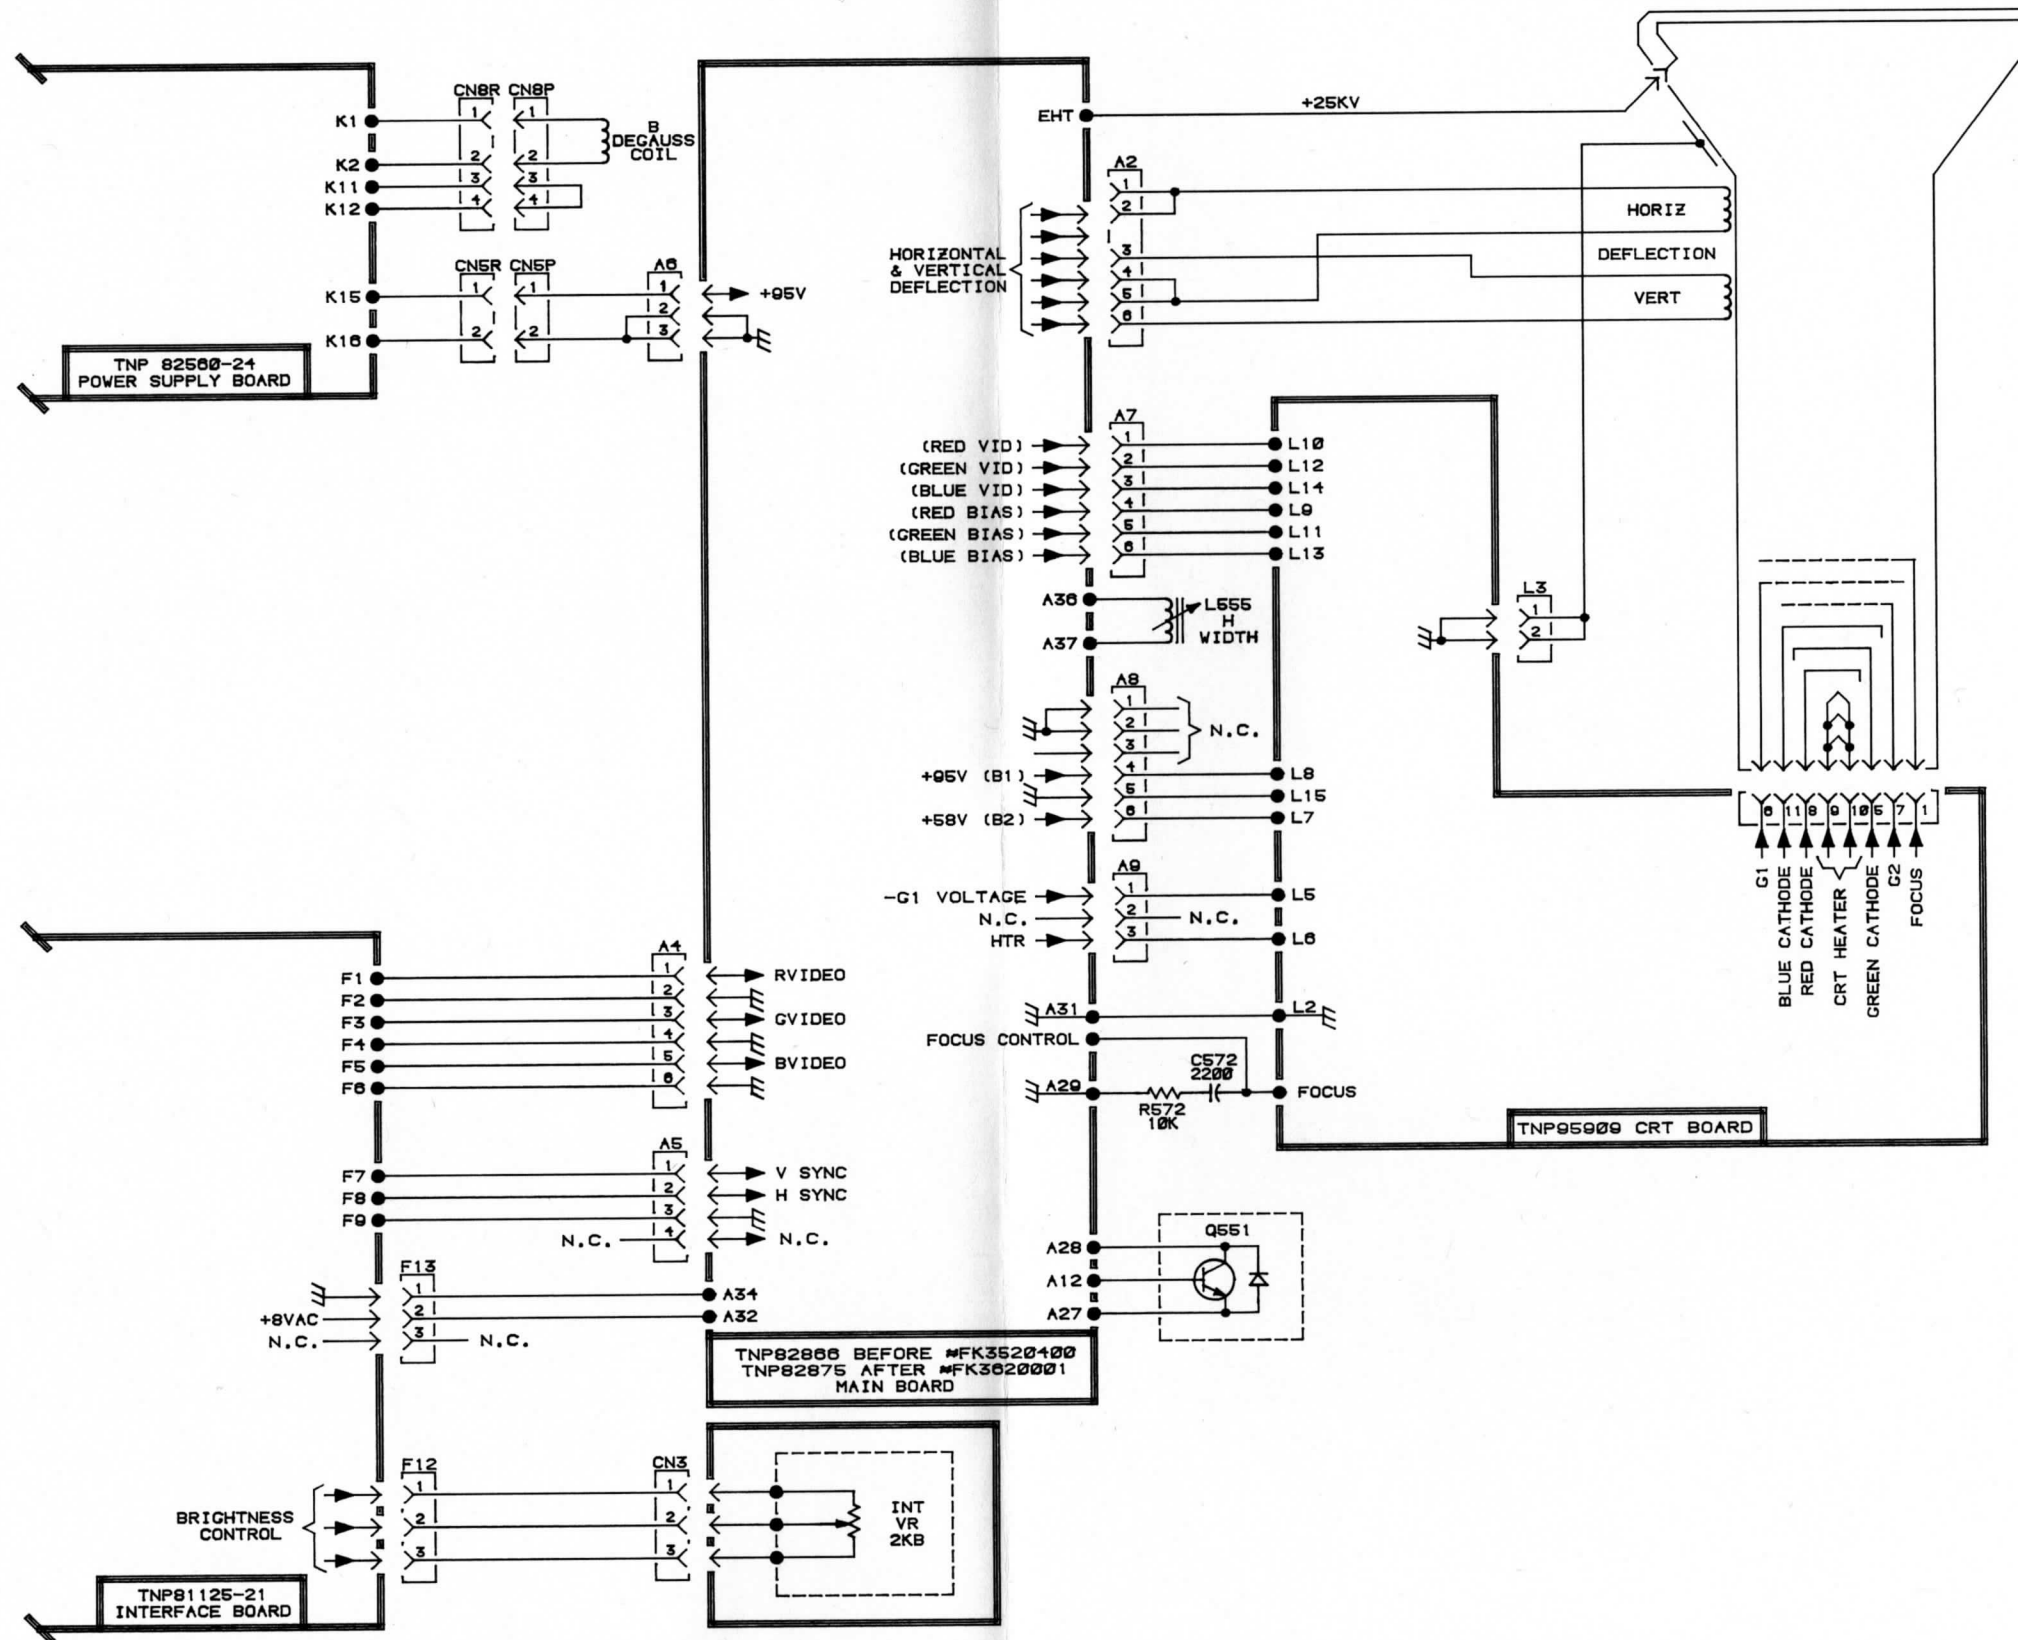 CN8R CN8P
K1 1 1
B
DEGAUSS
COIL
K2 2 2
K11 3 3
K12 4 4
CN5R CN5P A6
K15 1 1 1 +95V
2
K16 2 2 3
TNP 82560-24
POWER SUPPLY BOARD
EHT +25KV
A2
1
2
3
4
5
6
HORIZONTAL
& VERTICAL
DEFLECTION
HORIZ
DEFLECTION
VERT
A7
(RED VID) 1 L10
(GREEN VID) 2 L12
(BLUE VID) 3 L14
(RED BIAS) 4 L9
(GREEN BIAS) 5 L11
(BLUE BIAS) 6 L13
A36
L555
H
WIDTH
A37
L3
1
2
A8
1
2 N.C.
3
+95V (B1) 4 L8
5 L15
+58V (B2) 6 L7
A9
-G1 VOLTAGE 1 L5
N.C. 2 N.C.
HTR 3 L6
A31 L2
FOCUS CONTROL
C572
2200
A29 FOCUS
R572
10K
6 11 8 9 10 5 7 1
G1
BLUE CATHODE
RED CATHODE
CRT HEATER
GREEN CATHODE
G2
FOCUS
TNP95909 CRT BOARD
A4
F1 1 RVIDEO
F2 2
F3 3 GVIDEO
F4 4
F5 5 BVIDEO
F6 6
A5
F7 1 V SYNC
F8 2 H SYNC
F9 3
N.C. 4 N.C.
F13
1 A34
+8VAC 2 A32
N.C. 3 N.C.
Q551
A28
A12
A27
TNP82866 BEFORE #FK3520400
TNP82875 AFTER #FK3620001
MAIN BOARD
F12 CN3
1 1
2 2
3 3
BRIGHTNESS
CONTROL
INT
VR
2KB
TNP81125-21
INTERFACE BOARD